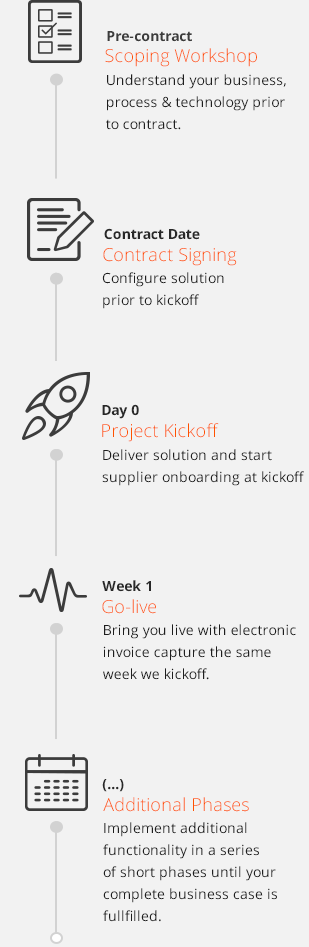 Pre-contract
Scoping Workshop
Understand your business,
process & technology prior
to contract.
Contract Date
Contract Signing
Configure solution
prior to kickoff
Day 0
Project Kickoff
Deliver solution and start
supplier onboarding at kickoff
Week 1
Go-live
Bring you live with electronic
invoice capture the same
week we kickoff.
(...)
Additional Phases
Implement additional
functionality in a series
of short phases until your
complete business case is
fullfilled.